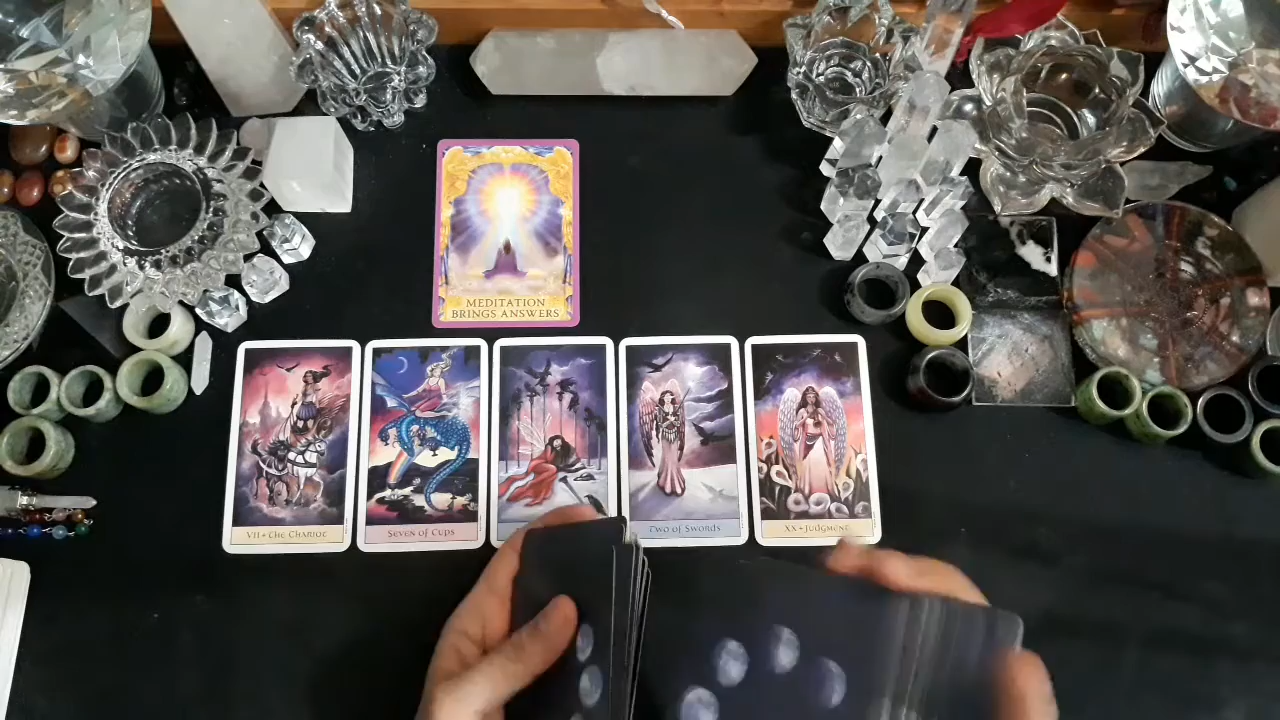 MEDITATION
BRINGS ANSWERS
VII • The Chariot
Seven of Cups
Two of Swords
XX • Judgment